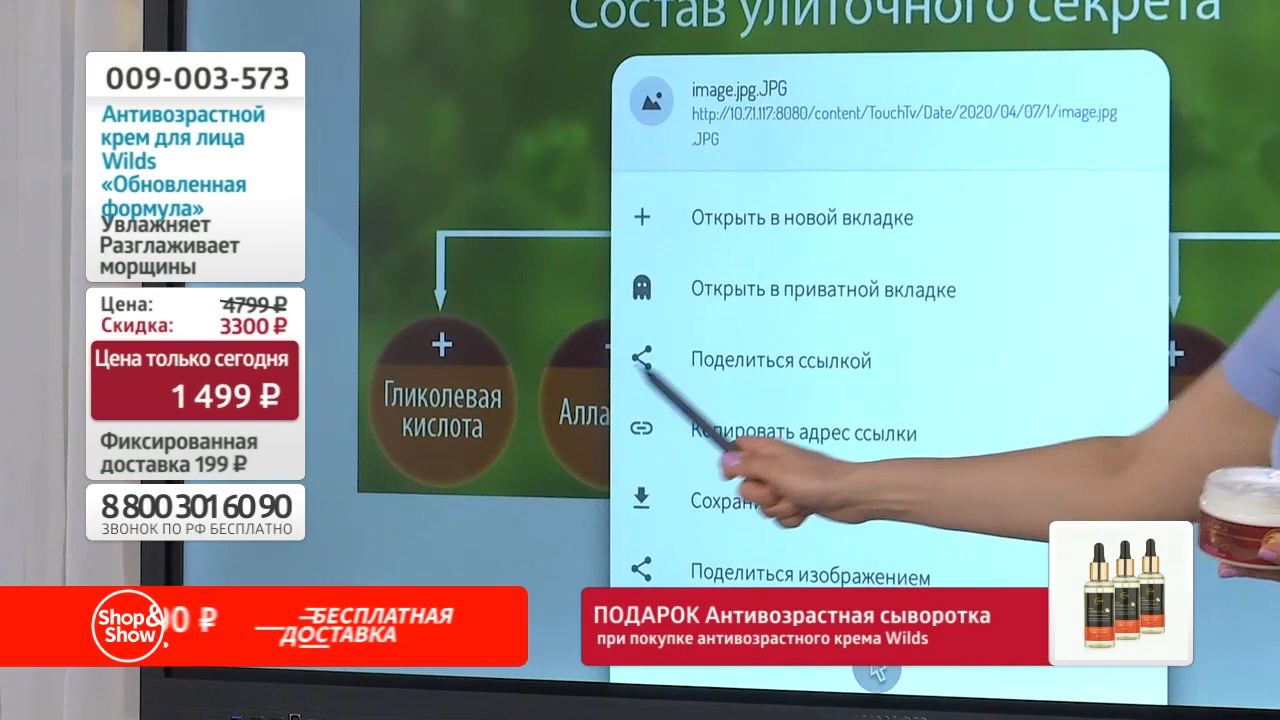 Состав улиточного секрета
009-003-573
Антивозрастной
крем для лица
Wilds
«Обновленная
формула»
Увлажняет
Разглаживает
морщины
Цена: 4799 ₽
Скидка: 3300 ₽
Цена только сегодня
1 499 ₽
Фиксированная
доставка 199 ₽
8 800 301 60 90
ЗВОНОК ПО РФ БЕСПЛАТНО
image.jpg.JPG
http://10.7.1.117:8080/content/TouchTv/Date/2020/04/07/1/image.jpg
.JPG
Открыть в новой вкладке
Открыть в приватной вкладке
Поделиться ссылкой
Копировать адрес ссылки
Сохран
Поделиться изображением
+
Гликолевая
кислота
Алла
+
Shop&
Show
0 ₽
БЕСПЛАТНАЯ
ДОСТАВКА
ПОДАРОК Антивозрастная сыворотка
при покупке антивозрастного крема Wilds